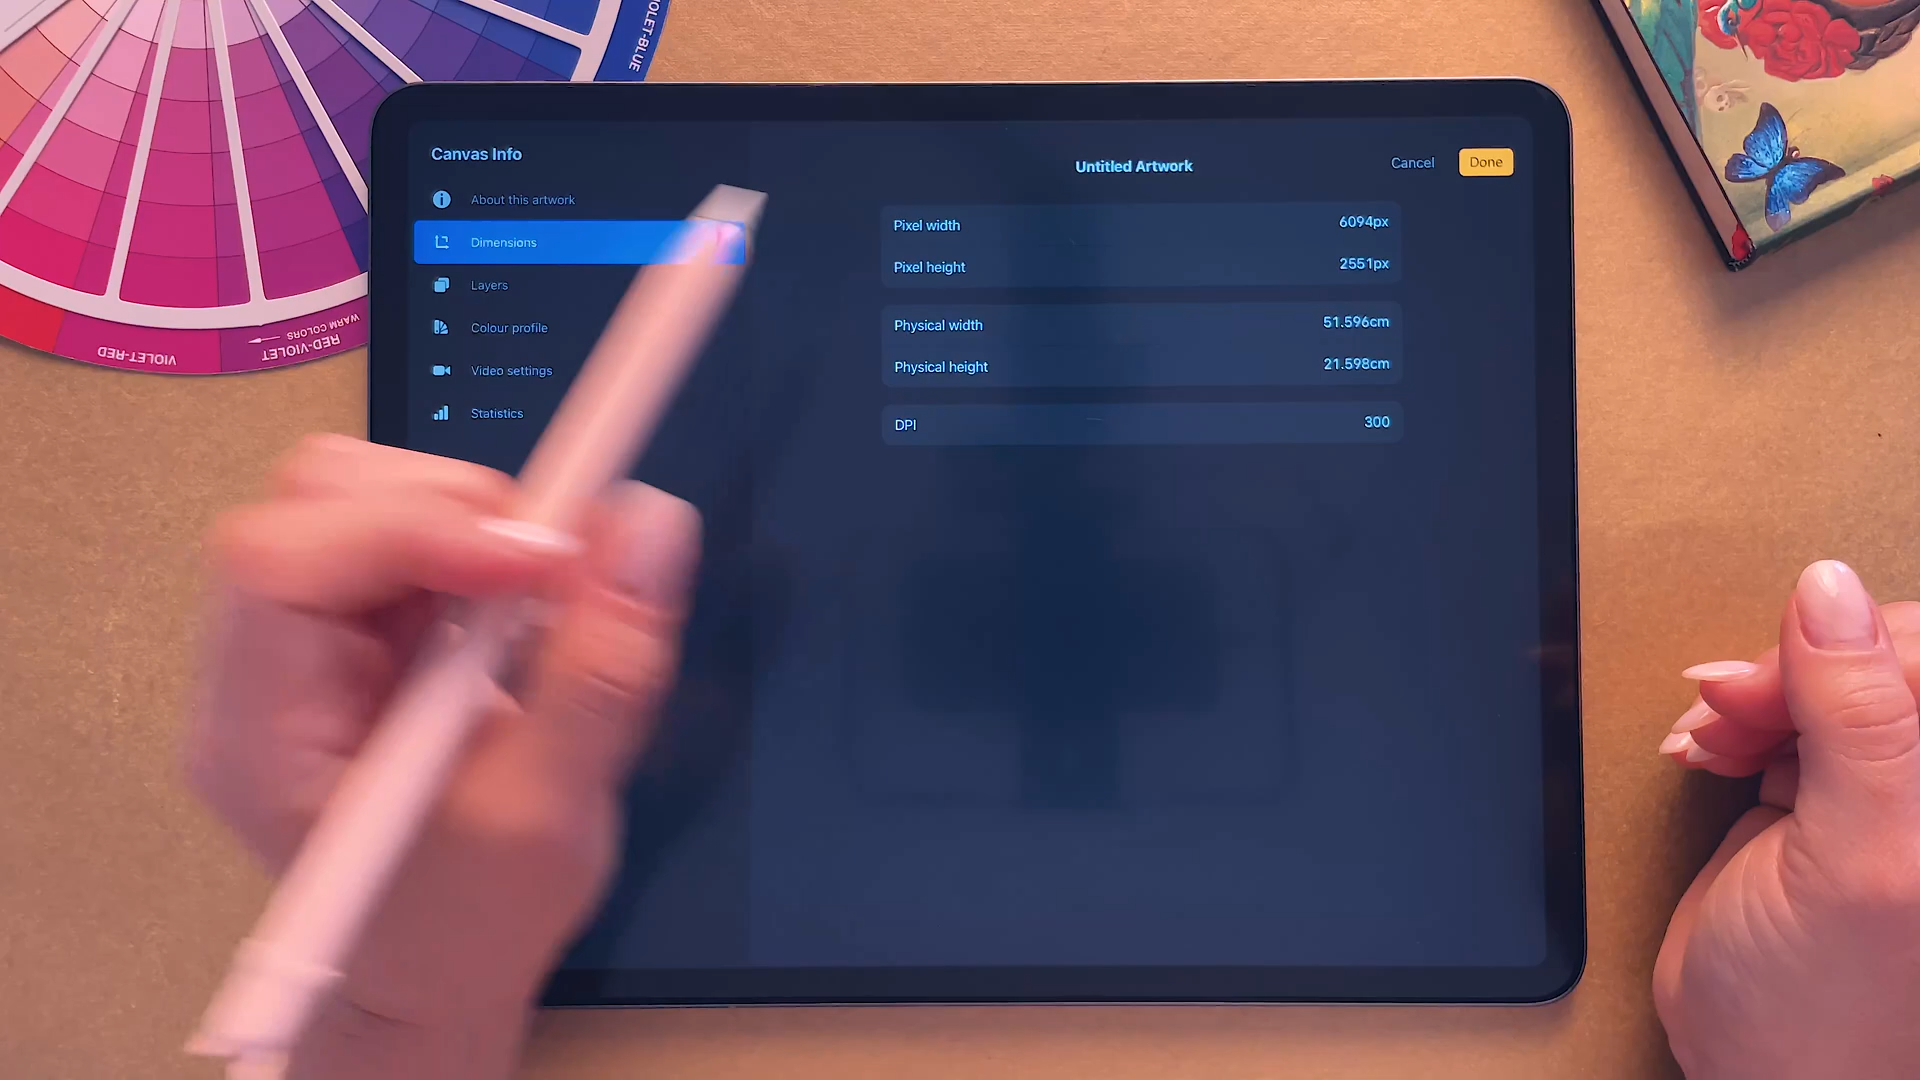 VIOLET-BLUE
WARM COLORS
RED-VIOLET
VIOLET-RED
Canvas Info
About this artwork
Dimensions
Layers
Colour profile
Video settings
Statistics
Untitled Artwork
Cancel
Done
Pixel width 6094px
Pixel height 2551px
Physical width 51.596cm
Physical height 21.598cm
DPI 300